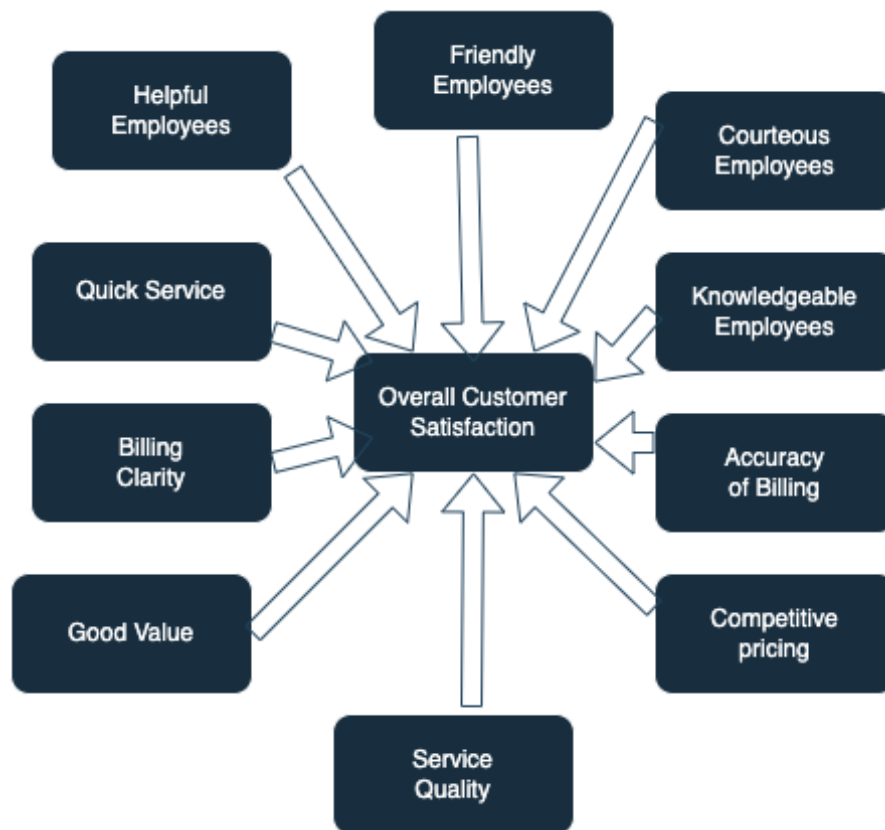 Friendly
Employees
Helpful
Employees
Courteous
Employees
Quick Service
Knowledgeable
Employees
Overall Customer
Satisfaction
Billing
Clarity
Accuracy
of Billing
Good Value
Competitive
pricing
Service
Quality